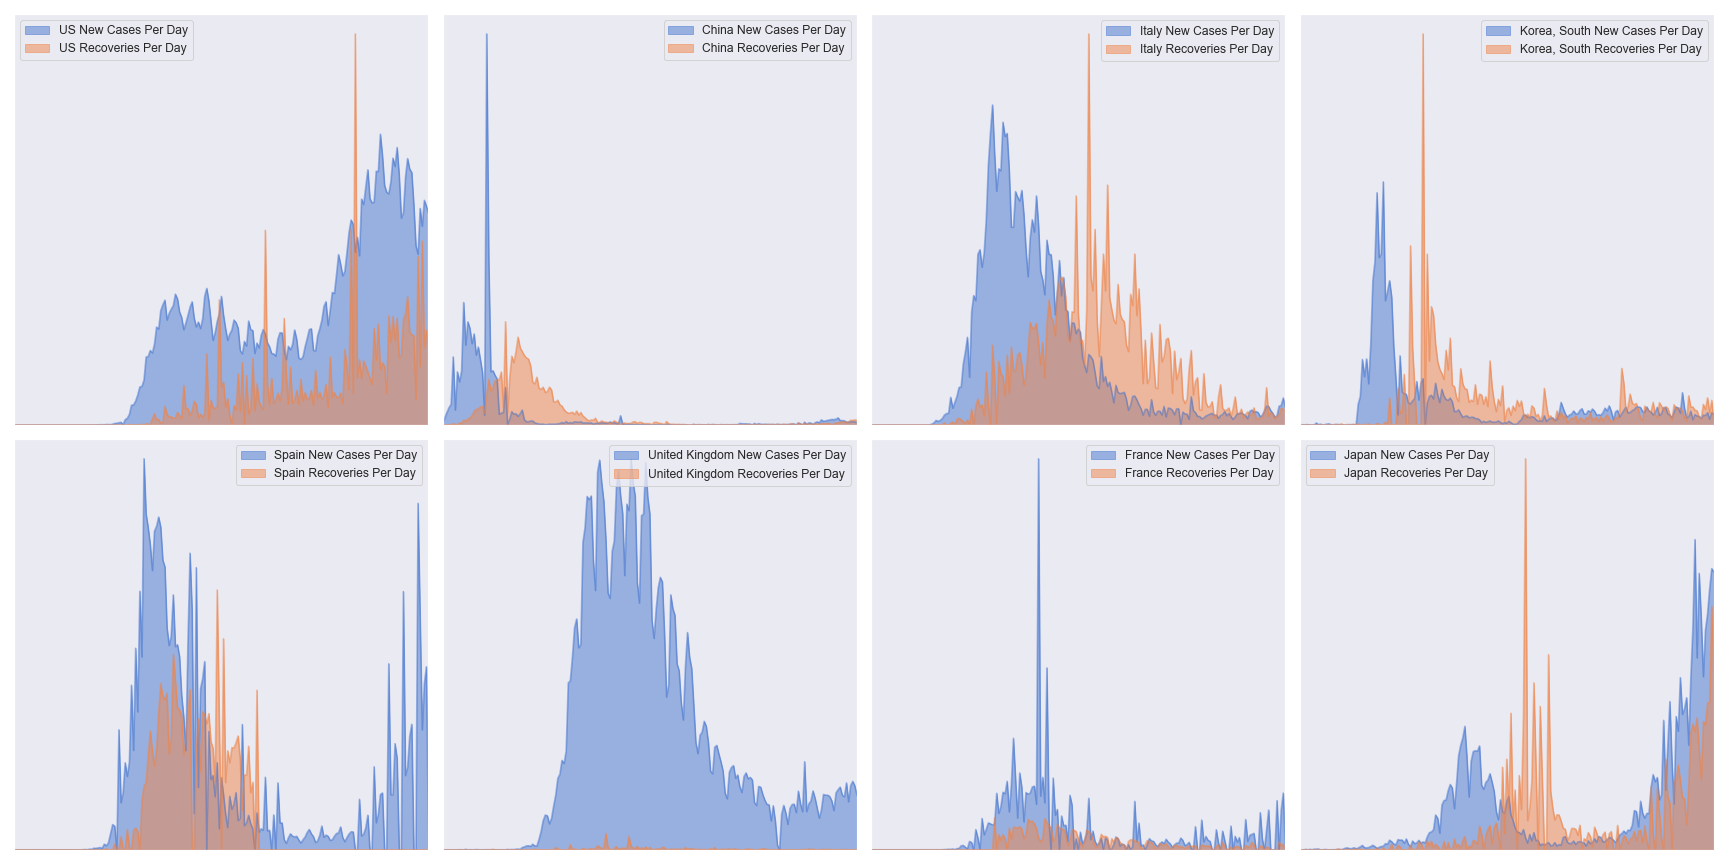 US New Cases Per Day
US Recoveries Per Day
China New Cases Per Day
China Recoveries Per Day
Italy New Cases Per Day
Italy Recoveries Per Day
Korea, South New Cases Per Day
Korea, South Recoveries Per Day
Spain New Cases Per Day
Spain Recoveries Per Day
United Kingdom New Cases Per Day
United Kingdom Recoveries Per Day
France New Cases Per Day
France Recoveries Per Day
Japan New Cases Per Day
Japan Recoveries Per Day